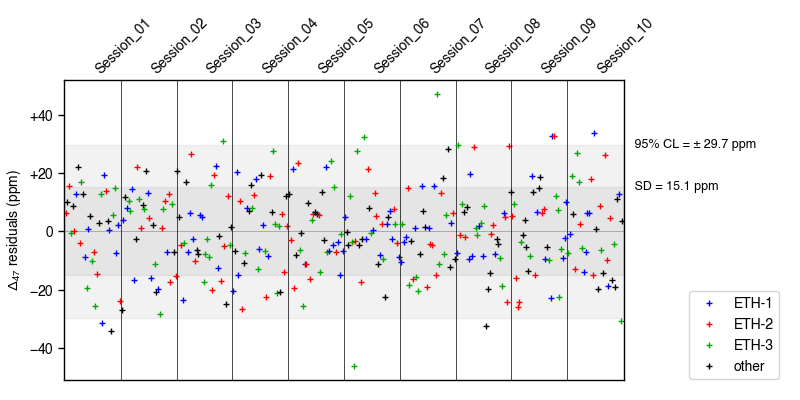 Session_01
Session_02
Session_03
Session_04
Session_05
Session_06
Session_07
Session_08
Session_09
Session_10
Δ47 residuals (ppm)
+40
+20
0
−20
−40
95% CL = ± 29.7 ppm
SD = 15.1 ppm
ETH-1
ETH-2
ETH-3
other